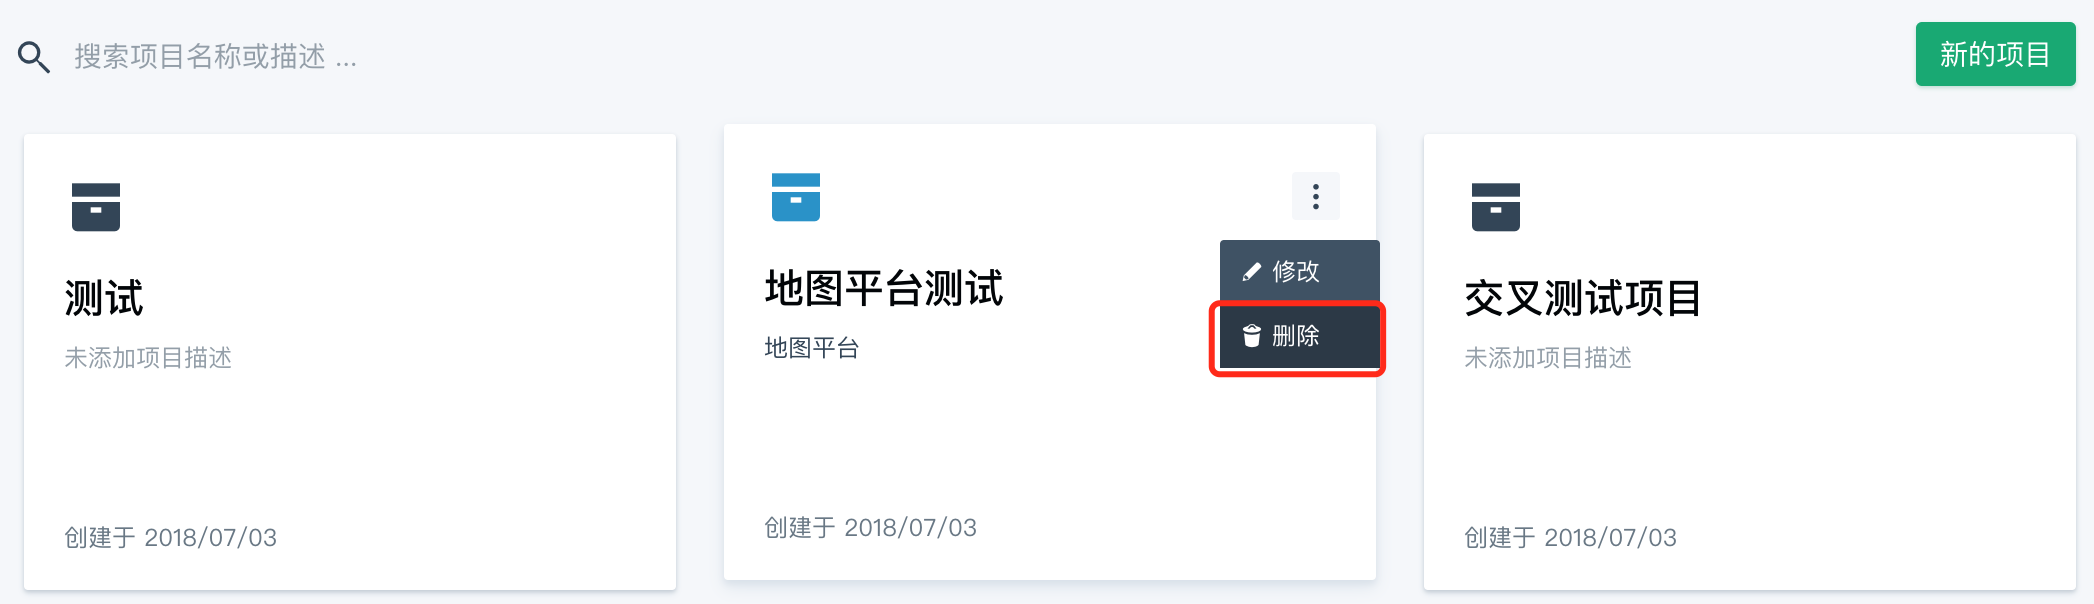 搜索项目名称或描述 ...
新的项目
测试
未添加项目描述
创建于 2018/07/03
地图平台测试
地图平台
修改
删除
创建于 2018/07/03
交叉测试项目
未添加项目描述
创建于 2018/07/03